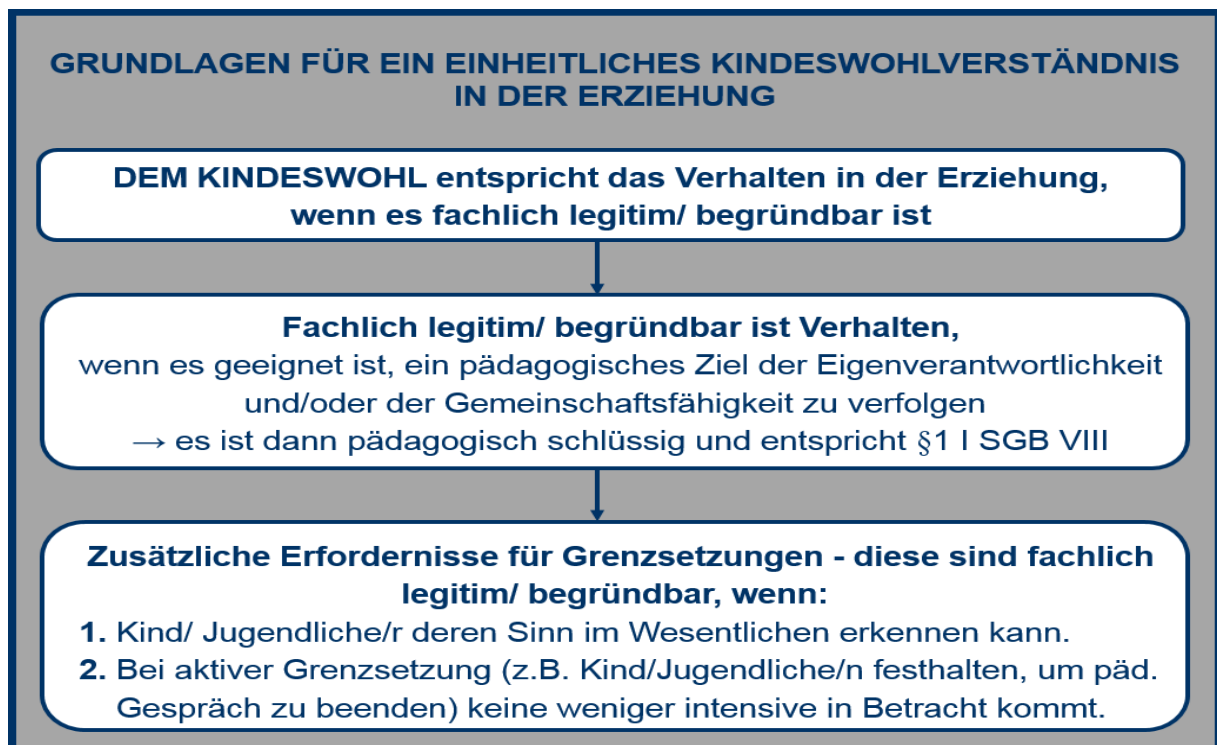 GRUNDLAGEN FÜR EIN EINHEITLICHES KINDESWOHLVERSTÄNDNIS
IN DER ERZIEHUNG
DEM KINDESWOHL entspricht das Verhalten in der Erziehung,
wenn es fachlich legitim/ begründbar ist
Fachlich legitim/ begründbar ist Verhalten,
wenn es geeignet ist, ein pädagogisches Ziel der Eigenverantwortlichkeit
und/oder der Gemeinschaftsfähigkeit zu verfolgen
→ es ist dann pädagogisch schlüssig und entspricht §1 I SGB VIII
Zusätzliche Erfordernisse für Grenzsetzungen - diese sind fachlich
legitim/ begründbar, wenn:
1. Kind/ Jugendliche/r deren Sinn im Wesentlichen erkennen kann.
2. Bei aktiver Grenzsetzung (z.B. Kind/Jugendliche/n festhalten, um päd.
Gespräch zu beenden) keine weniger intensive in Betracht kommt.